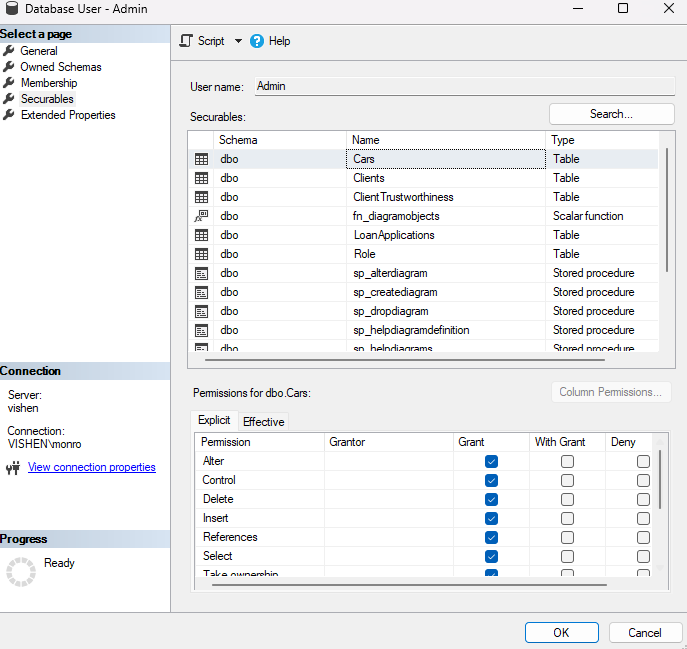 Database User - Admin
Select a page
General
Owned Schemas
Membership
Securables
Extended Properties
Script
Help
User name: Admin
Securables:
Search...
Schema Name Type
dbo Cars Table
dbo Clients Table
dbo ClientTrustworthiness Table
dbo fn_diagramobjects Scalar function
dbo LoanApplications Table
dbo Role Table
dbo sp_alterdiagram Stored procedure
dbo sp_creatediagram Stored procedure
dbo sp_dropdiagram Stored procedure
dbo sp_helpdiagramdefinition Stored procedure
dbo sp_helpdiagrams Stored procedure
Connection
Server:
vishen
Connection:
VISHEN\monro
View connection properties
Progress
Ready
Permissions for dbo.Cars:
Column Permissions...
Explicit Effective
Permission Grantor Grant With Grant Deny
Alter
Control
Delete
Insert
References
Select
Take ownership
OK Cancel